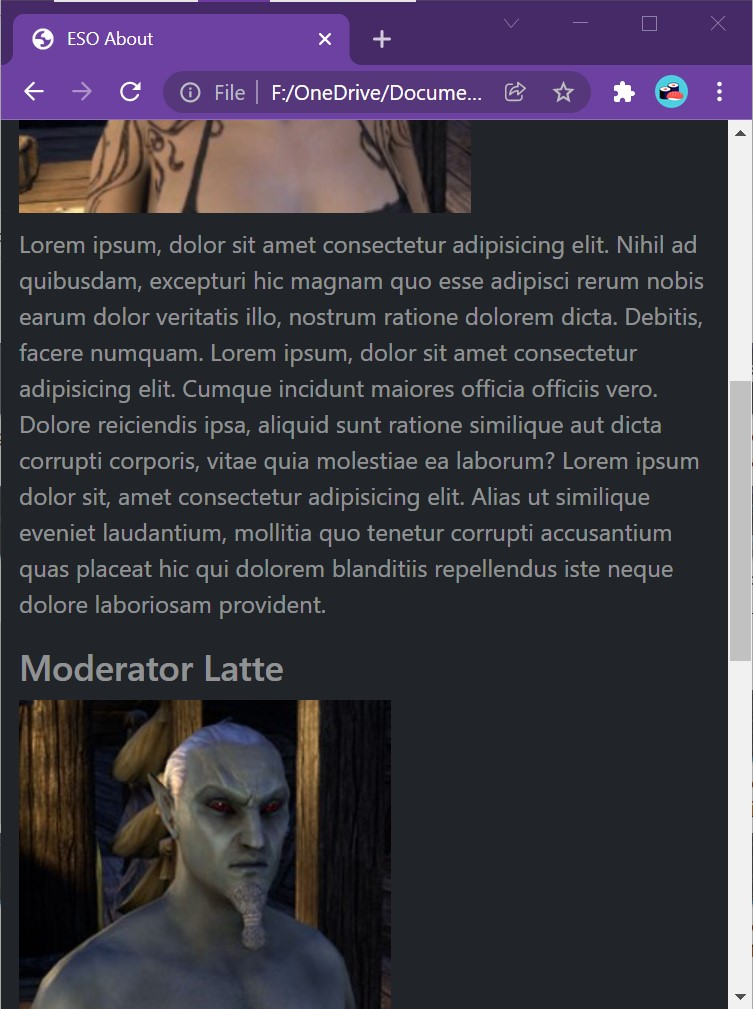 ESO About
File
F:/OneDrive/Docume...
Lorem ipsum, dolor sit amet consectetur adipisicing elit. Nihil ad
quibusdam, excepturi hic magnam quo esse adipisci rerum nobis
earum dolor veritatis illo, nostrum ratione dolorem dicta. Debitis,
facere numquam. Lorem ipsum, dolor sit amet consectetur
adipisicing elit. Cumque incidunt maiores officia officiis vero.
Dolore reiciendis ipsa, aliquid sunt ratione similique aut dicta
corrupti corporis, vitae quia molestiae ea laborum? Lorem ipsum
dolor sit, amet consectetur adipisicing elit. Alias ut similique
eveniet laudantium, mollitia quo tenetur corrupti accusantium
quas placeat hic qui dolorem blanditiis repellendus iste neque
dolore laboriosam provident.
Moderator Latte